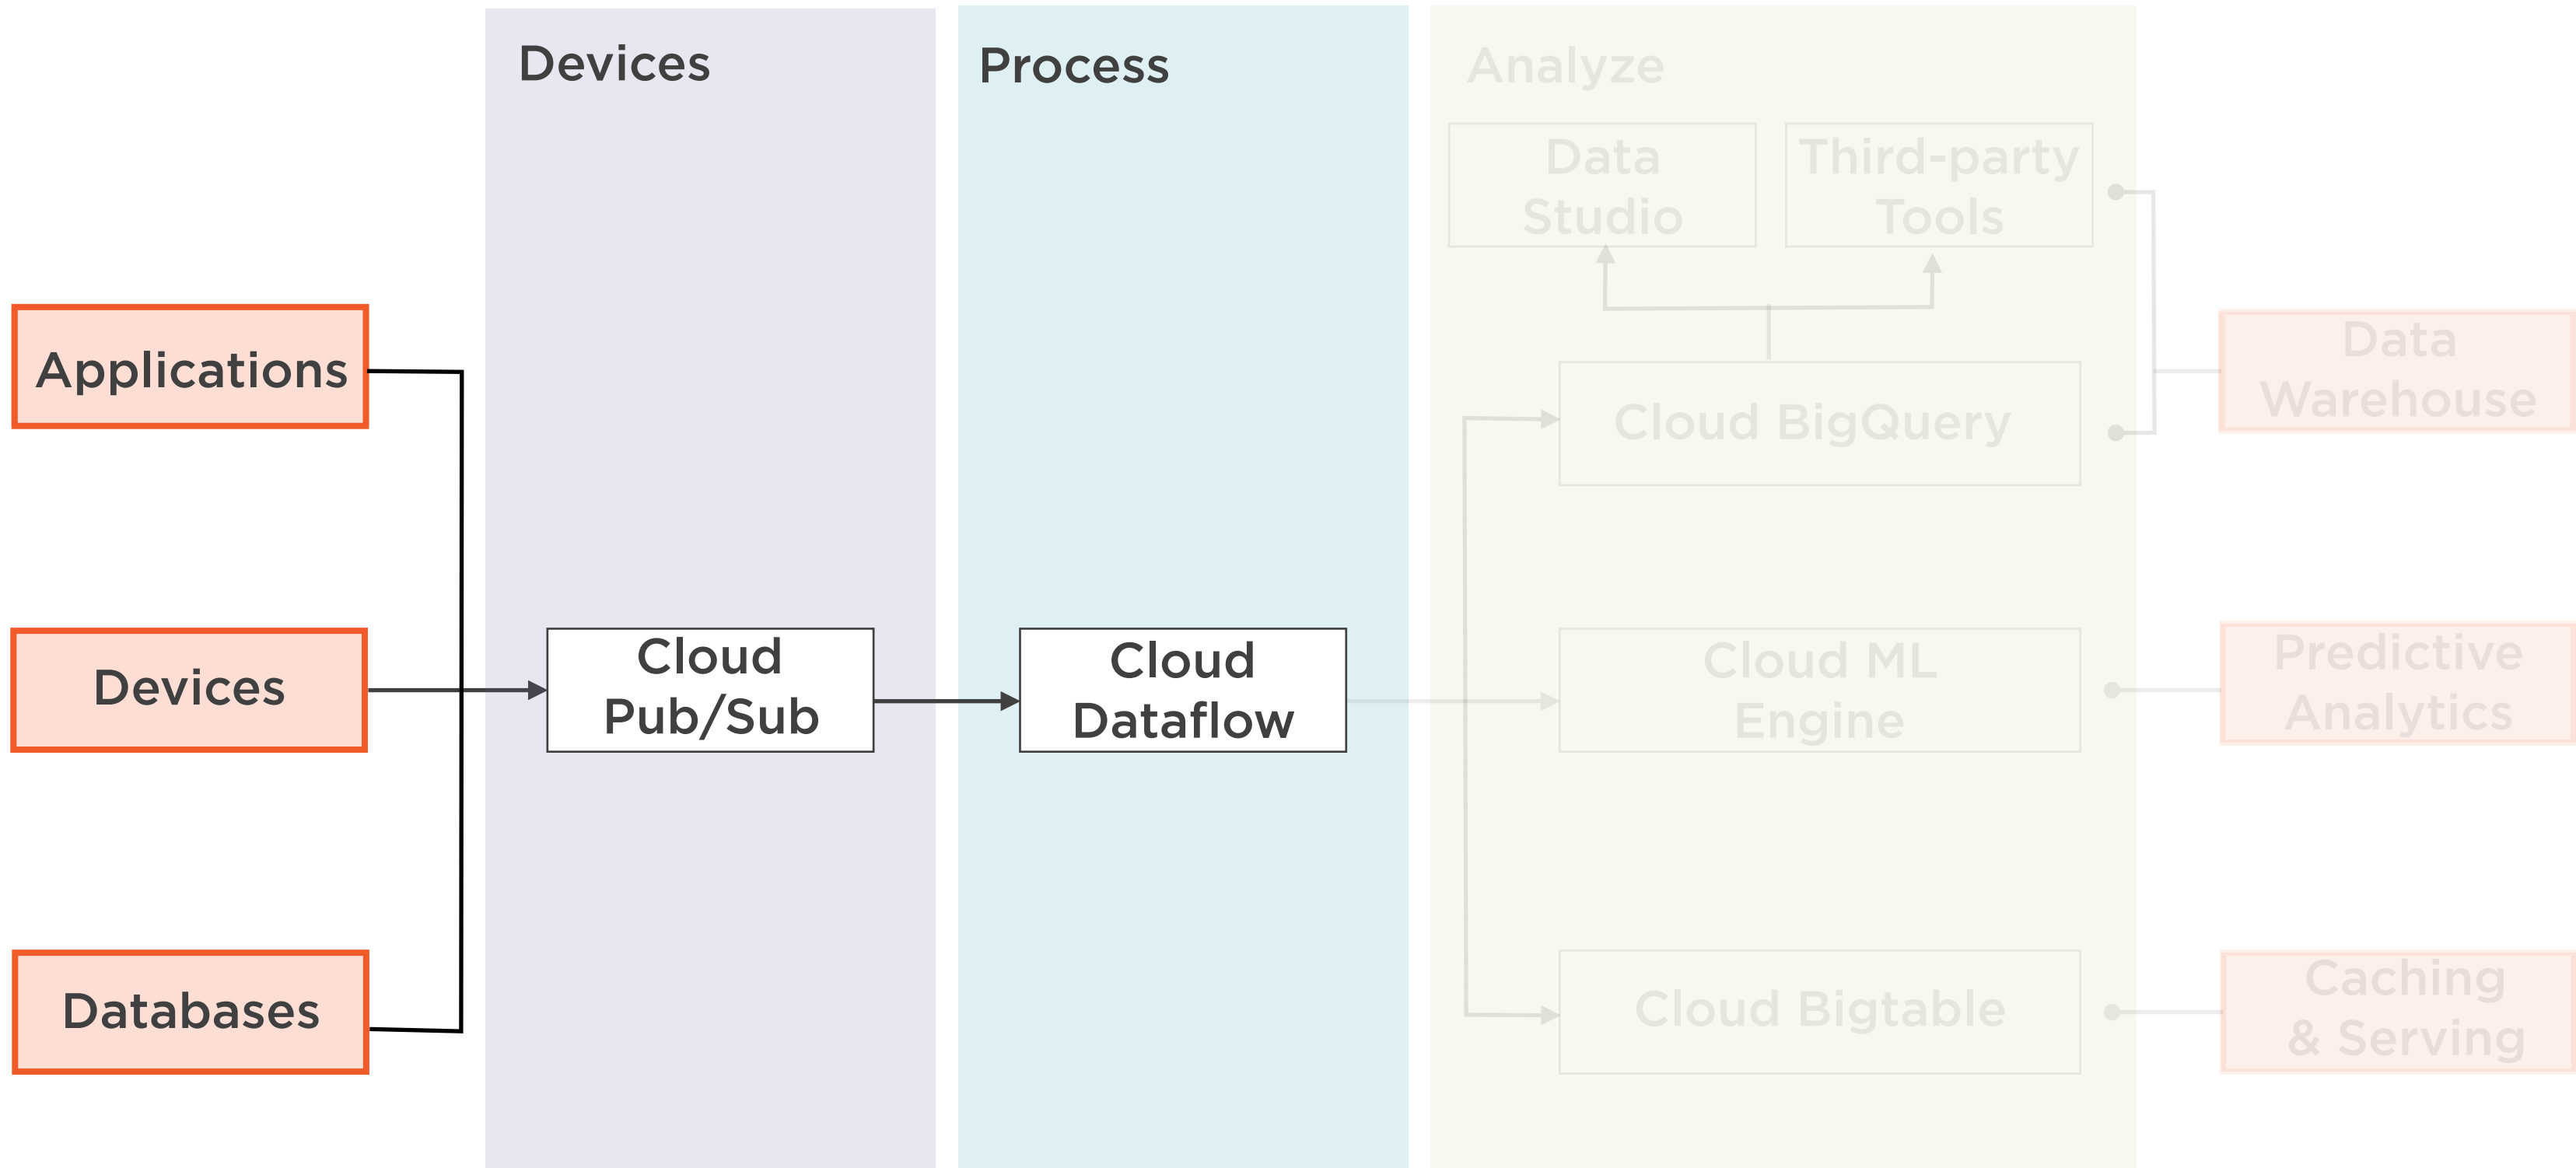 Devices
Process
Analyze
Data
Studio
Third-party
Tools
Applications
Cloud BigQuery
Data
Warehouse
Devices
Cloud
Pub/Sub
Cloud
Dataflow
Cloud ML
Engine
Predictive
Analytics
Databases
Cloud Bigtable
Caching
& Serving